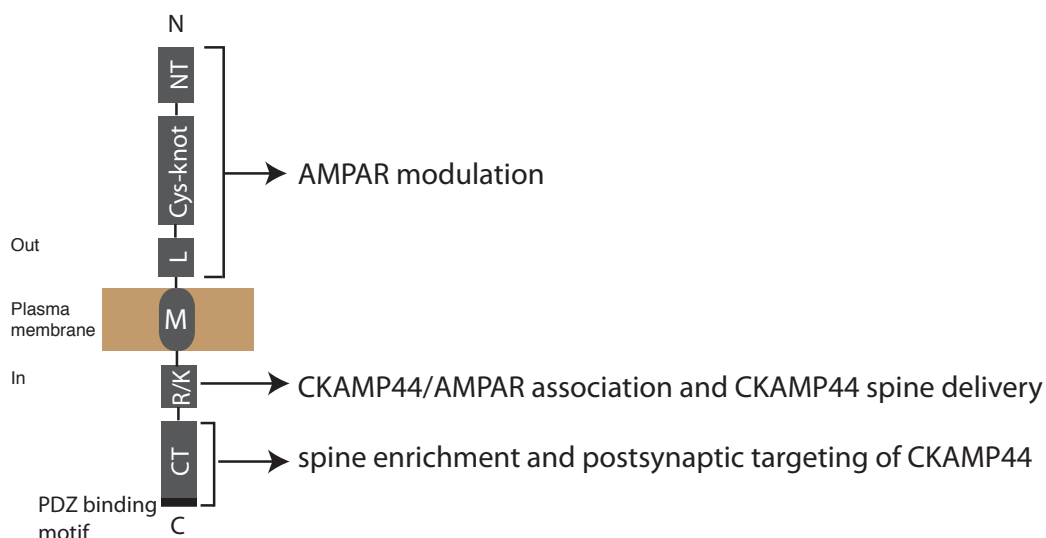 N
NT
Cys-knot
AMPAR modulation
L
Out
Plasma
membrane
M
In
R/K
CKAMP44/AMPAR association and CKAMP44 spine delivery
CT
spine enrichment and postsynaptic targeting of CKAMP44
PDZ binding
motif
C